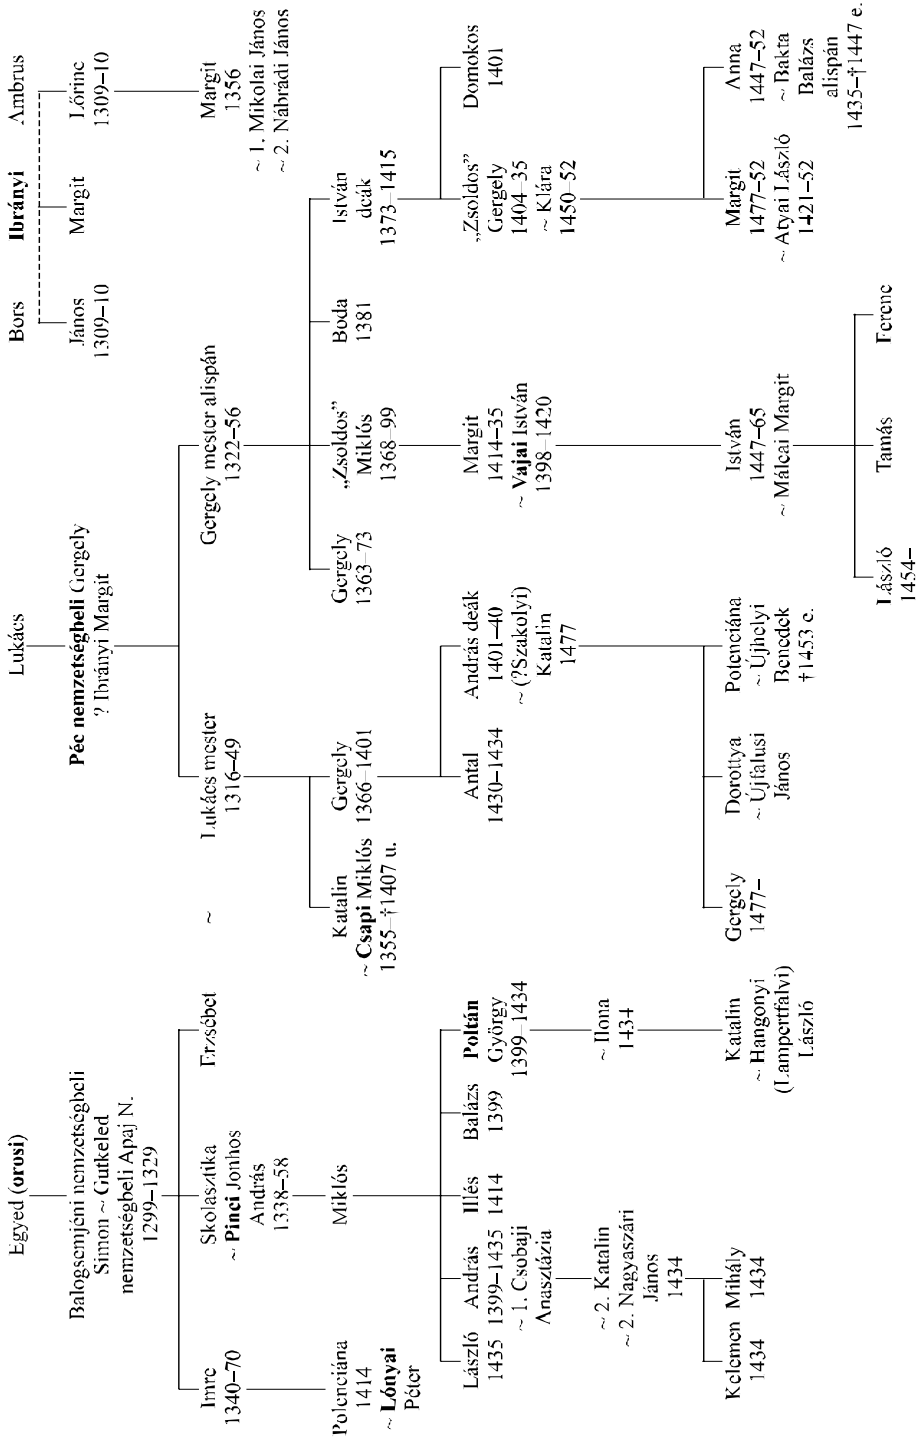 Egyed (orosi)
Lukács
Bors
Ibrányi
Ambrus
Balogsemjéni nemzetségbeli
Simon ~ Gutkeled
nemzetségbeli Apaj N.
1299–1329
Péc nemzetségbeli Gergely
? Ibrányi Margit
János
1309–10
Margit
Lőrinc
1309–10
Imre
1340–70
Skolasztika
~ Pinci Jonhos
András
1338–58
Erzsébet
~
Lukács mester
1316–49
Gergely mester alispán
1322–56
Margit
1356
~ 1. Mikolai János
~ 2. Nábrádi János
Potenciána
1414
~ Lónyai
Péter
Miklós
Katalin
~ Csapi Miklós
1355–†1407 u.
Gergely
1366–1401
Gergely
1363–73
„Zsoldos”
Miklós
1368–99
Boda
1381
István
deák
1373–1415
László
1435
András
1399–1435
~ 1. Csobaji
Anasztázia
Illés
1414
Balázs
1399
Poltán
György
1399–1434
Antal
1430–1434
András deák
1401–40
~ (?Szakolyi)
Katalin
1477
Margit
1414–35
~ Vajai István
1398–1420
„Zsoldos”
Gergely
1404–35
~ Klára
1450–52
Domokos
1401
~ 2. Katalin
~ 2. Nagyaszári
János
1434
~ Ilona
1434
Kelemen
1434
Mihály
1434
Katalin
~ Hangonyi
(Lampertfalvi)
László
Gergely
1477–
Dorottya
~ Újfalusi
János
Potenciána
~ Újhelyi
Benedek
†1453 e.
István
1447–65
~ Málcai Margit
Margit
1477–52
~ Atyai László
1421–52
Anna
1447–52
~ Bakta
Balázs
alispán
1435–†1447 e.
László
1454–
Tamás
Ferenc